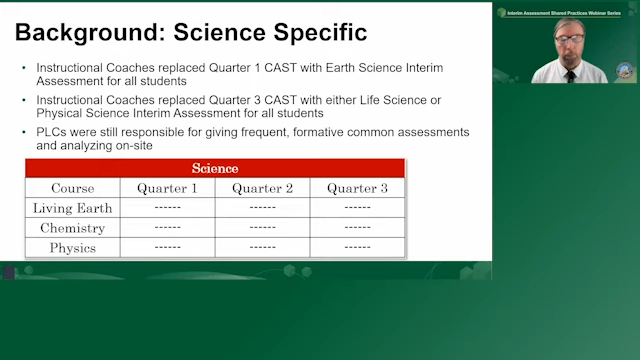 Interim Assessment Shared Practices Webinar Series
Background: Science Specific
• Instructional Coaches replaced Quarter 1 CAST with Earth Science Interim
Assessment for all students
• Instructional Coaches replaced Quarter 3 CAST with either Life Science or
Physical Science Interim Assessment for all students
• PLCs were still responsible for giving frequent, formative common assessments
and analyzing on-site
Science
Course Quarter 1 Quarter 2 Quarter 3
Living Earth ------ ------ ------
Chemistry ------ ------ ------
Physics ------ ------ ------